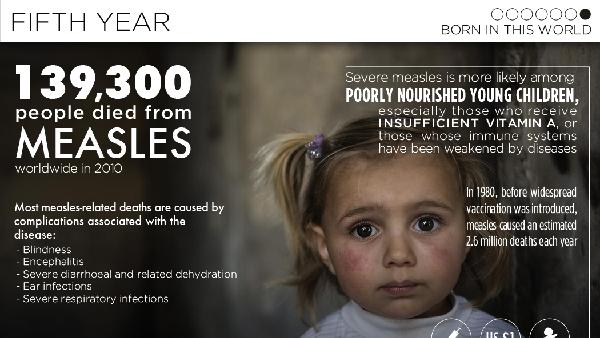 FIFTH YEAR
BORN IN THIS WORLD
139,300
people died from
MEASLES
worldwide in 2010
Most measles-related deaths are caused by
complications associated with the
disease:
- Blindness
- Encephalitis
- Severe diarrhoeal and related dehydration
- Ear infections
- Severe respiratory infections
Severe measles is more likely among
POORLY NOURISHED YOUNG CHILDREN,
especially those who receive
INSUFFICIENT VITAMIN A, or
those whose immune systems
have been weakened by diseases
In 1980, before widespread
vaccination was introduced,
measles caused an estimated
2.6 million deaths each year
US $1